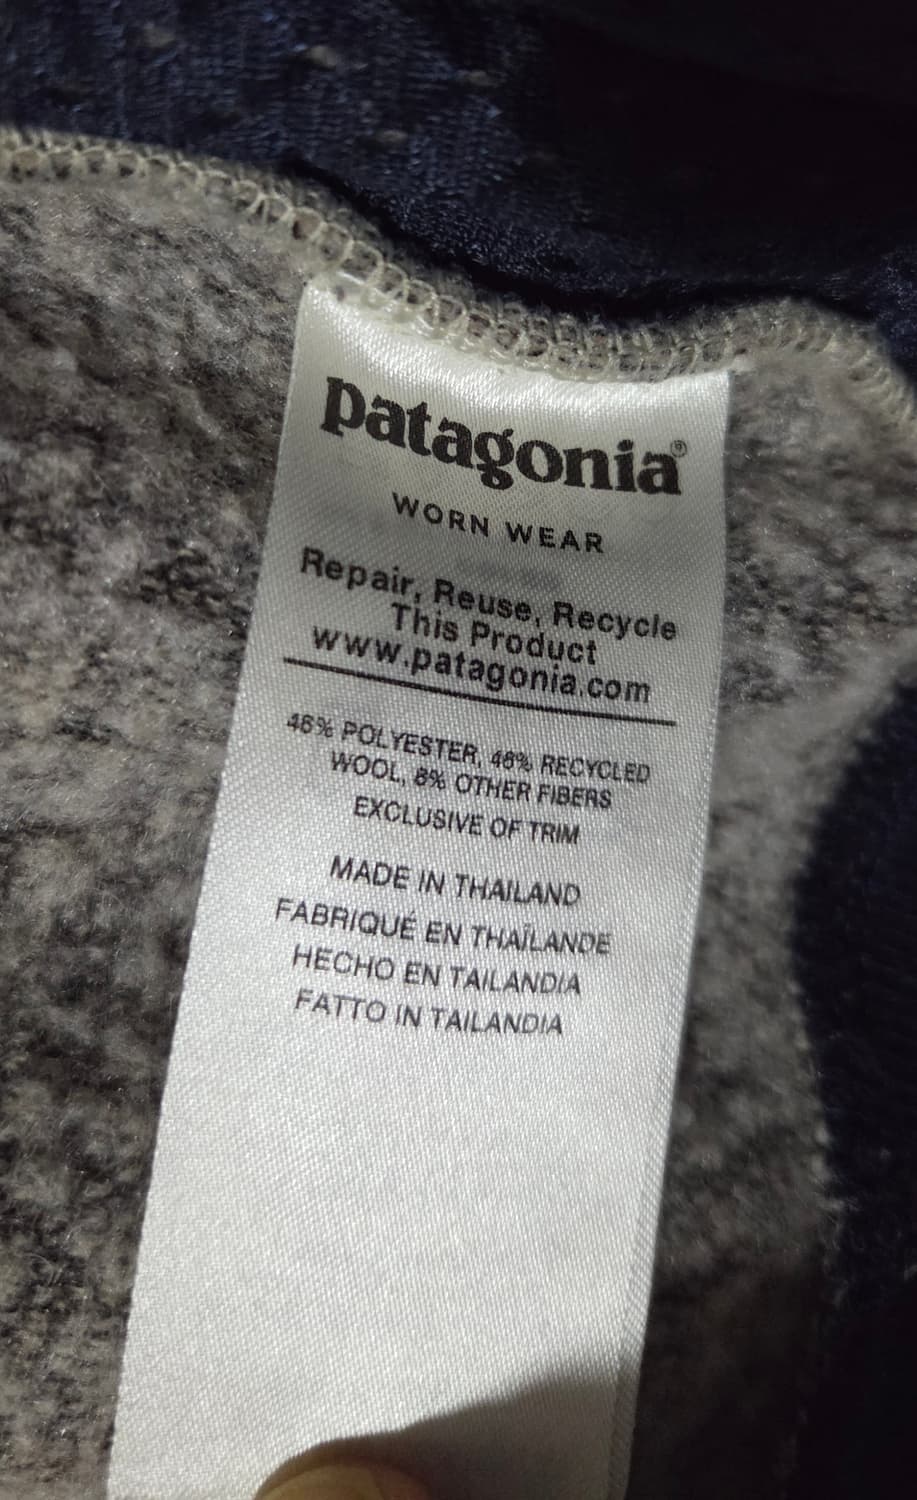 patagonia®
WORN WEAR
Repair, Reuse, Recycle
This Product
www.patagonia.com
46% POLYESTER, 46% RECYCLED
WOOL, 8% OTHER FIBERS
EXCLUSIVE OF TRIM
MADE IN THAILAND
FABRIQUÉ EN THAÏLANDE
HECHO EN TAILANDIA
FATTO IN TAILANDIA